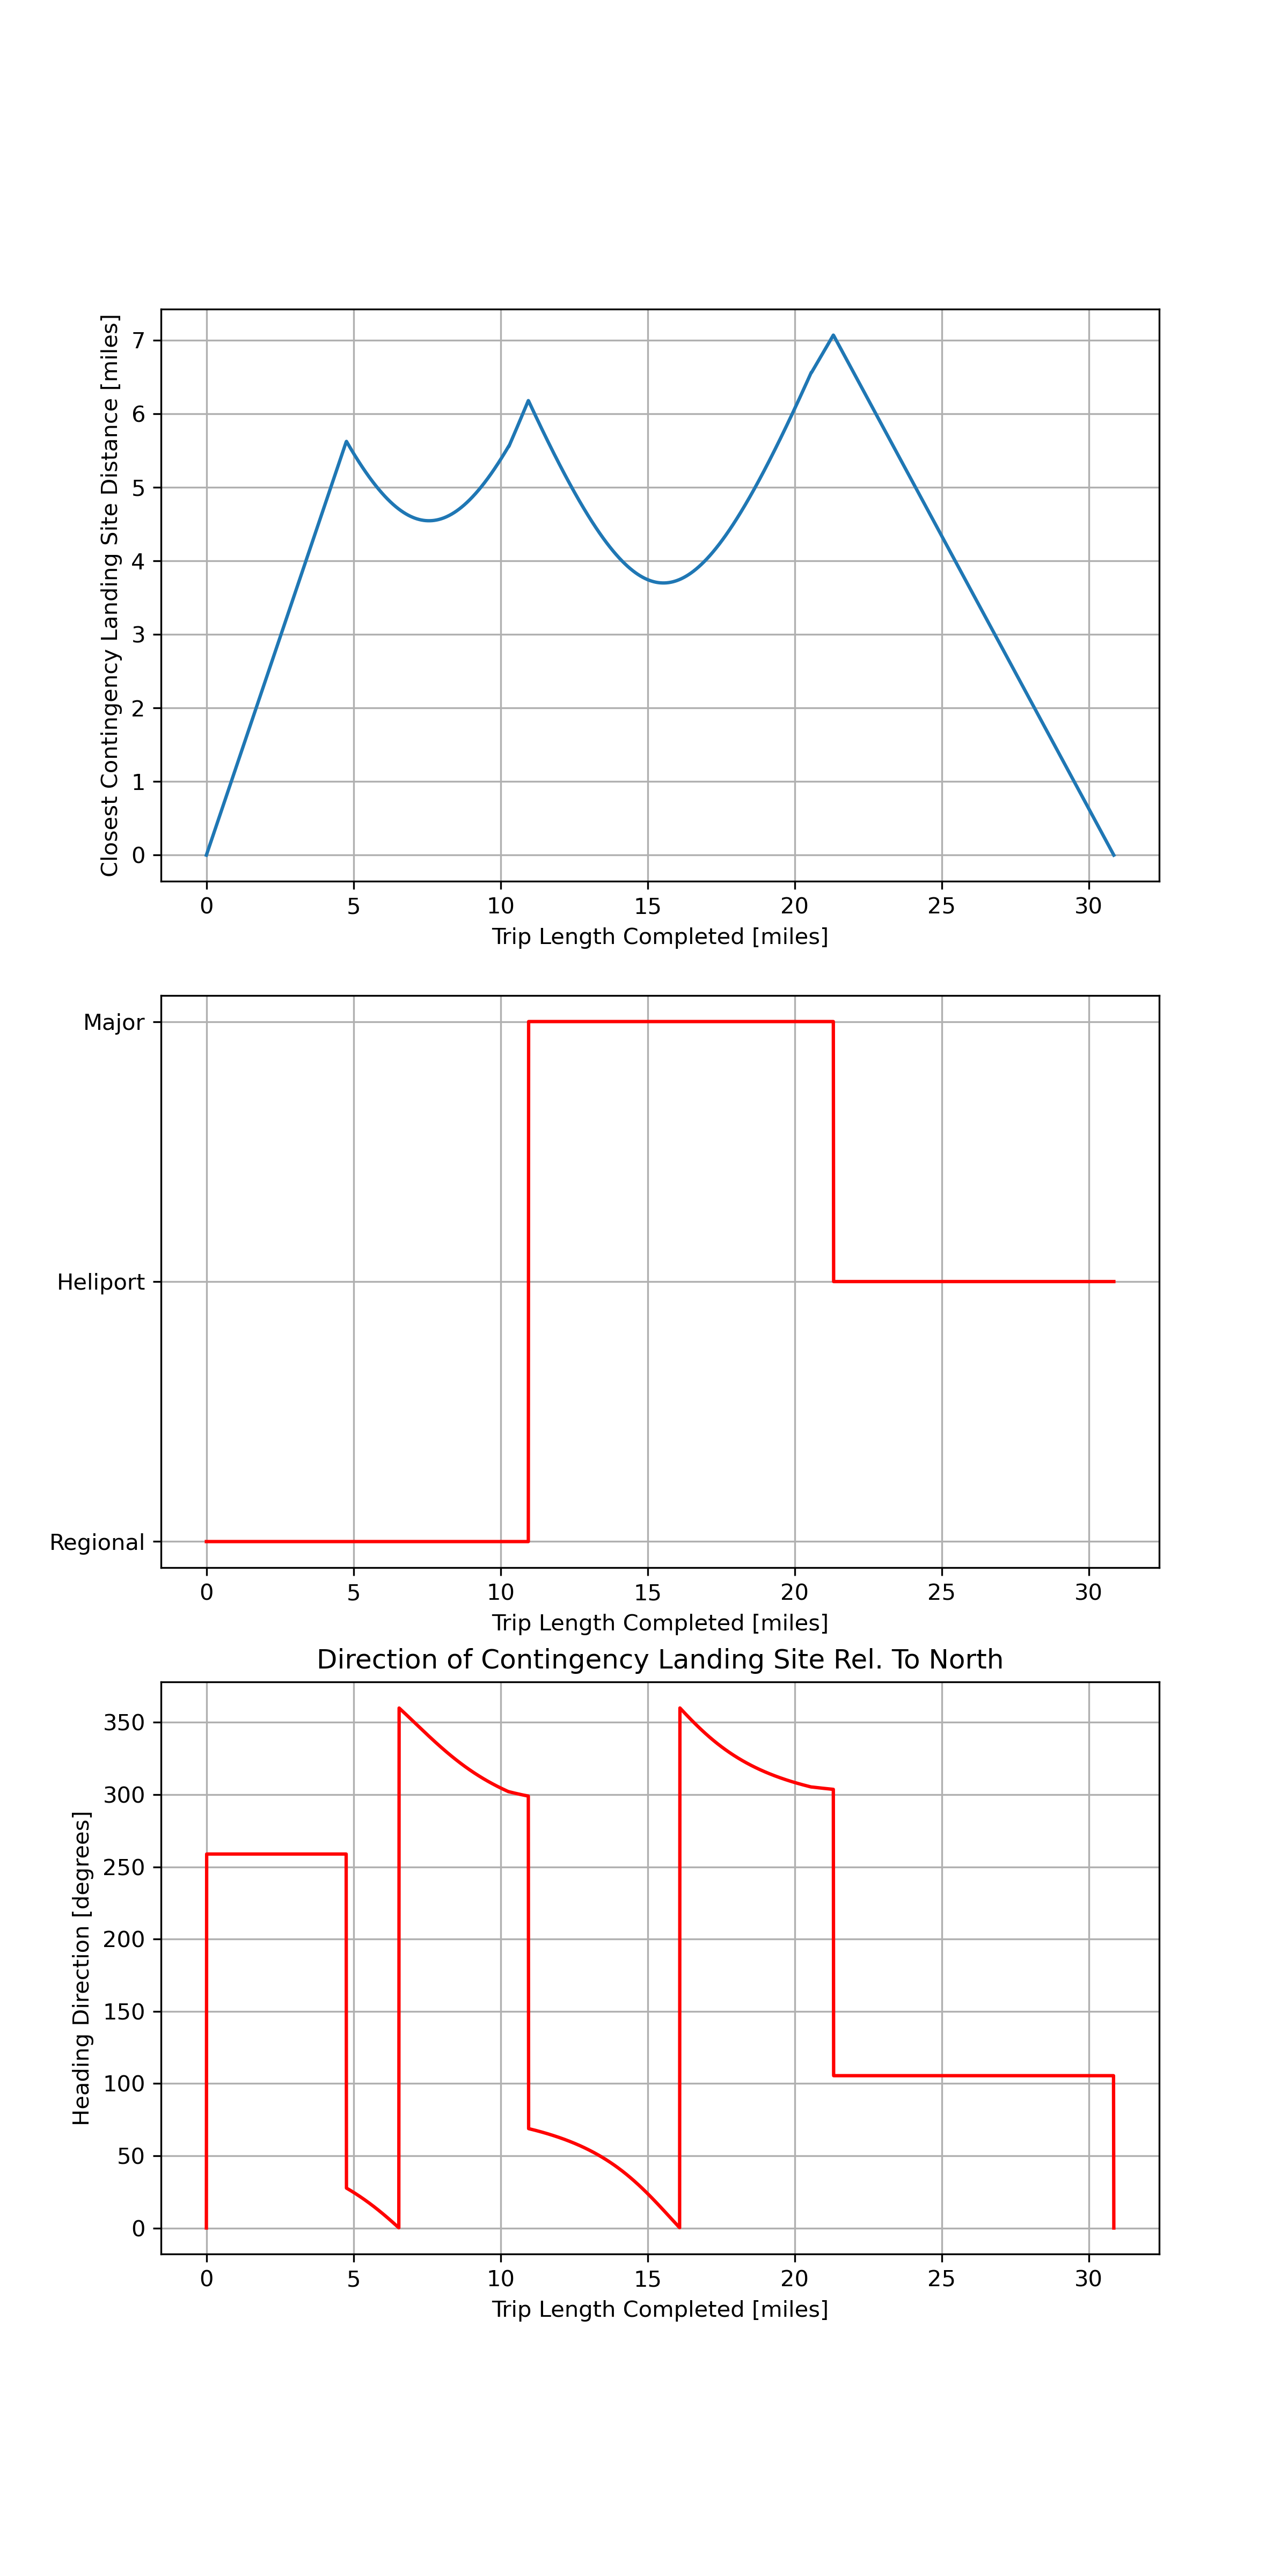 Closest Contingency Landing Site Distance [miles]
7
6
5
4
3
2
1
0
0 5 10 15 20 25 30
Trip Length Completed [miles]
Major
Heliport
Regional
0 5 10 15 20 25 30
Trip Length Completed [miles]
Direction of Contingency Landing Site Rel. To North
Heading Direction [degrees]
350
300
250
200
150
100
50
0
0 5 10 15 20 25 30
Trip Length Completed [miles]